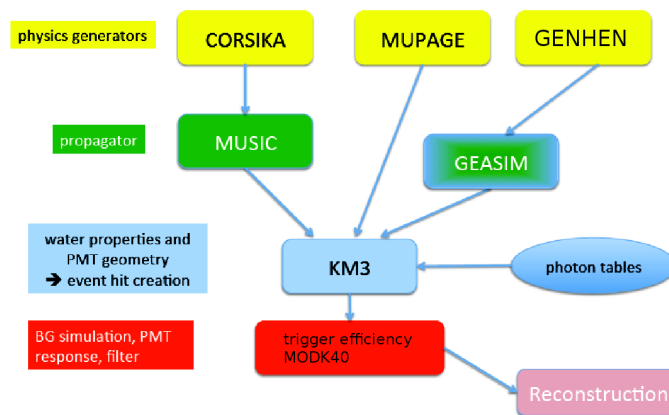 physics generators
CORSIKA
MUPAGE
GENHEN
propagator
MUSIC
GEASIM
water properties and
PMT geometry
➔ event hit creation
KM3
photon tables
BG simulation, PMT
response, filter
trigger efficiency
MODK40
Reconstruction